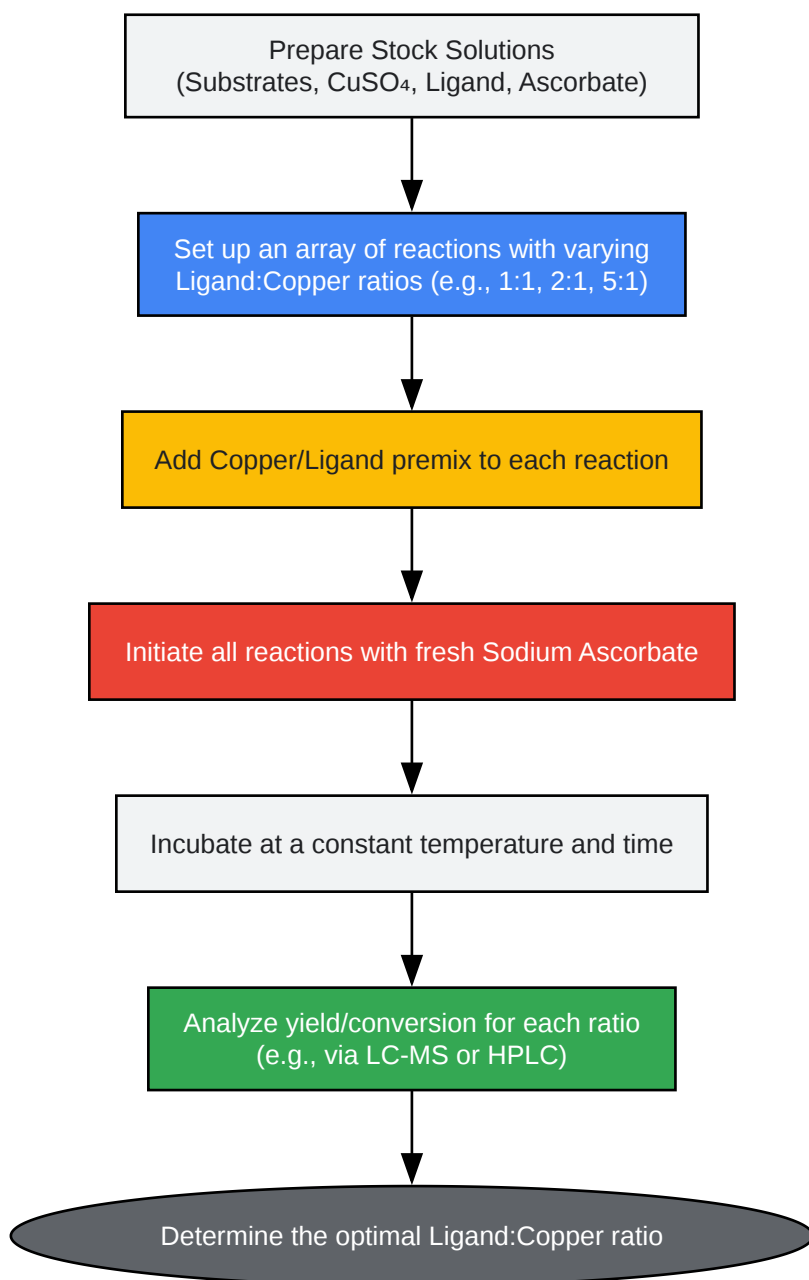 Prepare Stock Solutions
(Substrates, CuSO₄, Ligand, Ascorbate)
Set up an array of reactions with varying
Ligand:Copper ratios (e.g., 1:1, 2:1, 5:1)
Add Copper/Ligand premix to each reaction
Initiate all reactions with fresh Sodium Ascorbate
Incubate at a constant temperature and time
Analyze yield/conversion for each ratio
(e.g., via LC-MS or HPLC)
Determine the optimal Ligand:Copper ratio